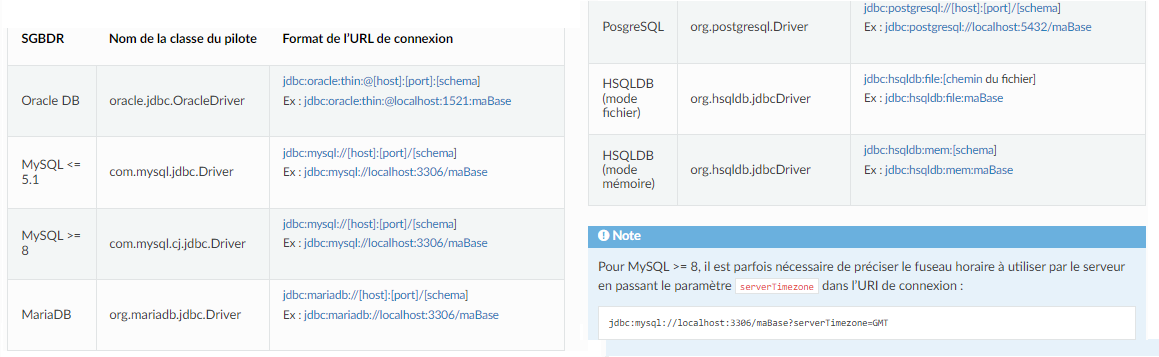 SGBDR Nom de la classe du pilote Format de l’URL de connexion
jdbc:oracle:thin:@[host]:[port]:[schema]
Oracle DB oracle.jdbc.OracleDriver Ex : jdbc:oracle:thin:@localhost:1521:maBase
MySQL <=
5.1
com.mysql.jdbc.Driver
jdbc:mysql://[host]:[port]/[schema]
Ex : jdbc:mysql://localhost:3306/maBase
MySQL >=
8
com.mysql.cj.jdbc.Driver
jdbc:mysql://[host]:[port]/[schema]
Ex : jdbc:mysql://localhost:3306/maBase
MariaDB
org.mariadb.jdbc.Driver
jdbc:mariadb://[host]:[port]/[schema]
Ex : jdbc:mariadb://localhost:3306/maBase
PosgreSQL
org.postgresql.Driver
jdbc:postgresql://[host]:[port]/[schema]
Ex : jdbc:postgresql://localhost:5432/maBase
HSQLDB
(mode
fichier)
org.hsqldb.jdbcDriver
jdbc:hsqldb:file:[chemin du fichier]
Ex : jdbc:hsqldb:file:maBase
HSQLDB
(mode
mémoire)
org.hsqldb.jdbcDriver
jdbc:hsqldb:mem:[schema]
Ex : jdbc:hsqldb:mem:maBase
Note
Pour MySQL >= 8, il est parfois nécessaire de préciser le fuseau horaire à utiliser par le serveur
en passant le paramètre serverTimezone dans l’URI de connexion :
jdbc:mysql://localhost:3306/maBase?serverTimezone=GMT